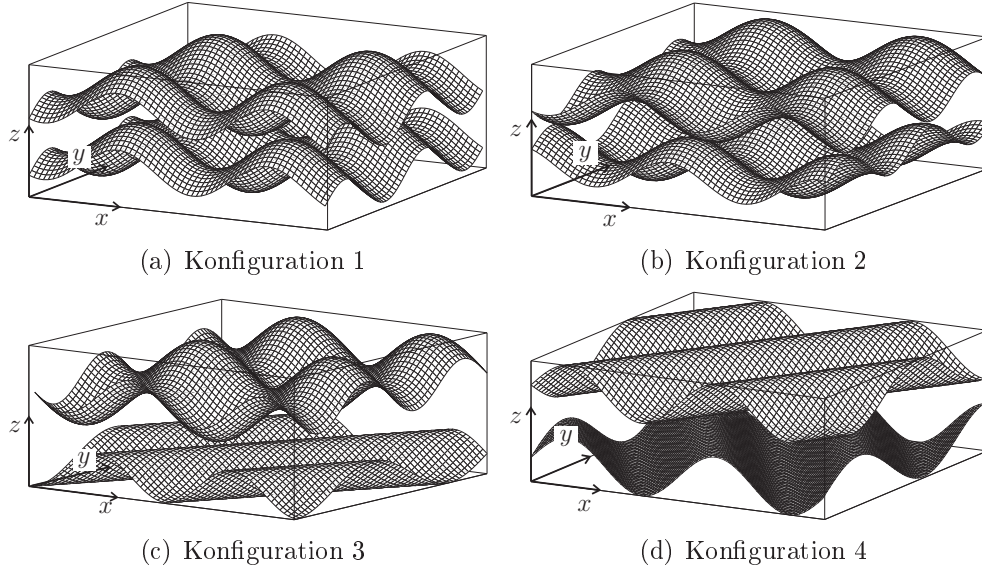 z
y
x
z
y
x
(a) Konfiguration 1
(b) Konfiguration 2
z
y
x
z
y
x
(c) Konfiguration 3
(d) Konfiguration 4